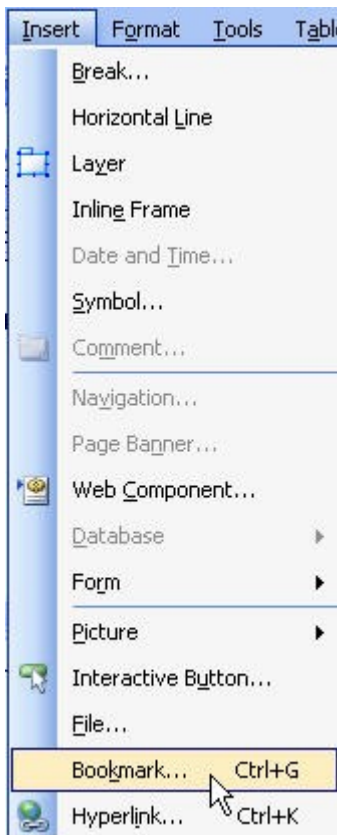 Insert Format Tools Tabl
Break...
Horizontal Line
Layer
Inline Frame
Date and Time...
Symbol...
Comment...
Navigation...
Page Banner...
Web Component...
Database
Form
Picture
Interactive Button...
File...
Bookmark... Ctrl+G
Hyperlink... Ctrl+K